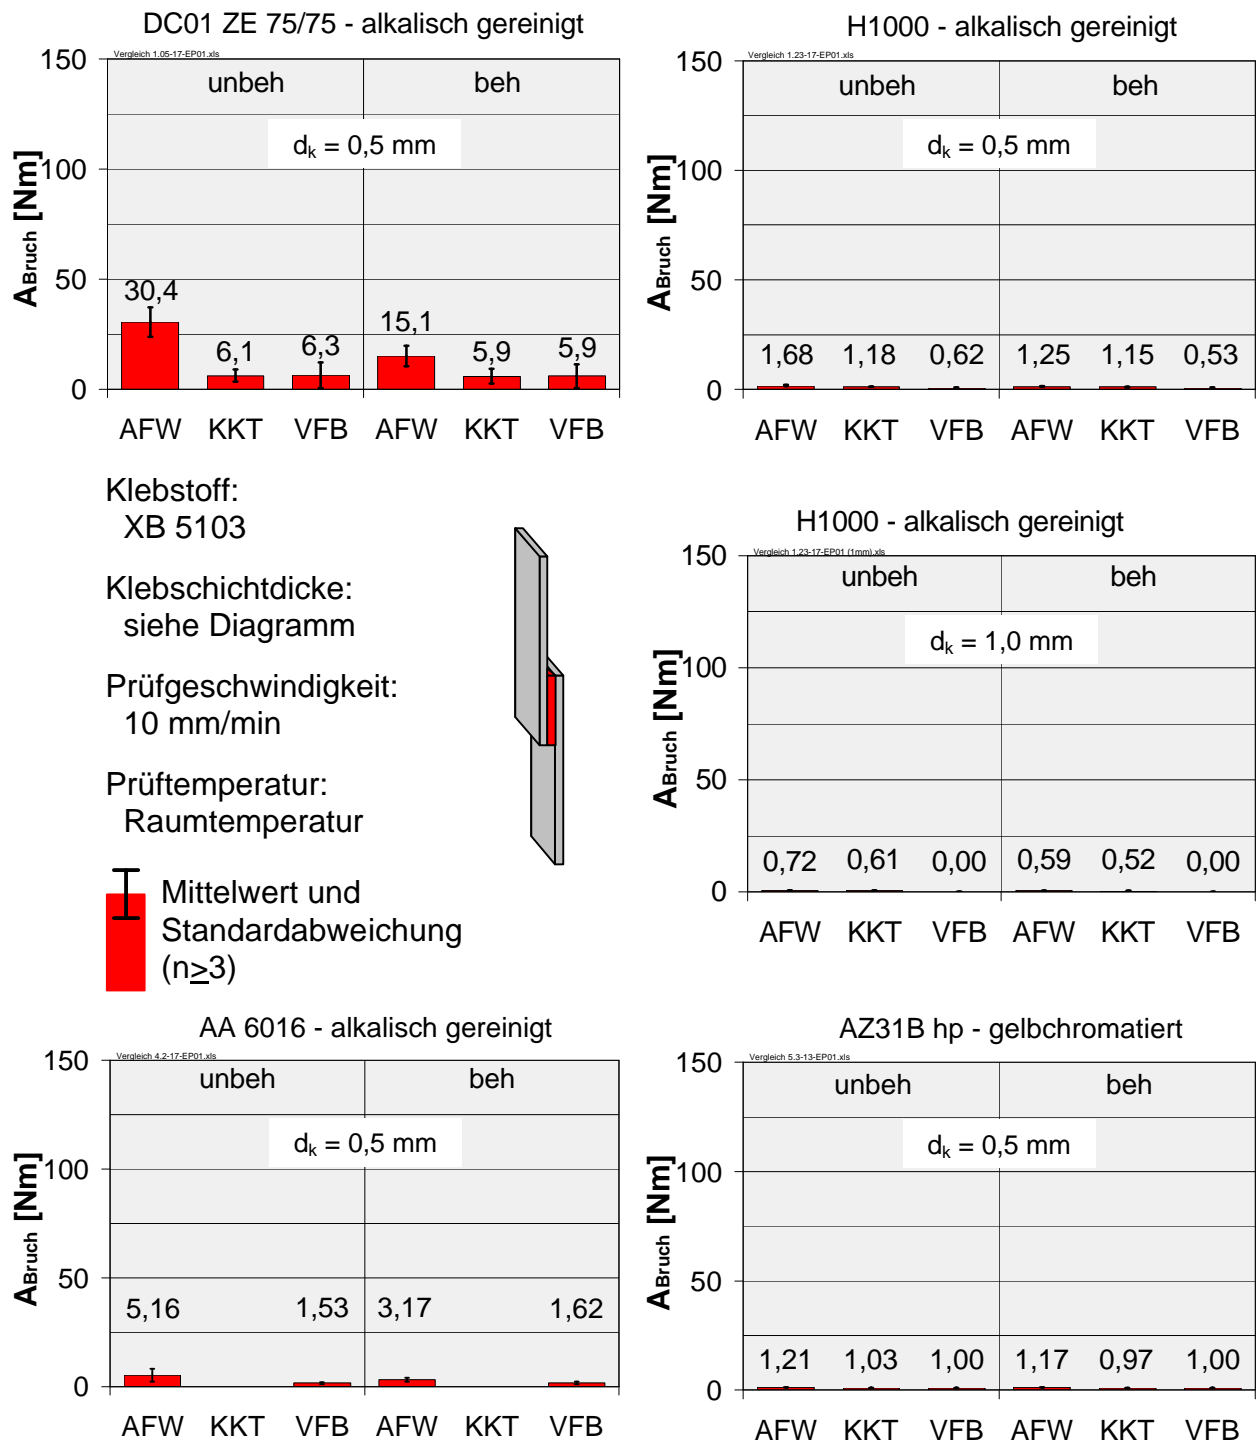 DC01 ZE 75/75 - alkalisch gereinigt
Vergleich 1.05-17-EP01.xls
unbeh beh
dk = 0,5 mm
ABruch [Nm]
150
100
50
0
30,4 6,1 6,3 15,1 5,9 5,9
AFW KKT VFB AFW KKT VFB
H1000 - alkalisch gereinigt
Vergleich 1.23-17-EP01.xls
unbeh beh
dk = 0,5 mm
ABruch [Nm]
150
100
50
0
1,68 1,18 0,62 1,25 1,15 0,53
AFW KKT VFB AFW KKT VFB
Klebstoff:
XB 5103
Klebschichtdicke:
siehe Diagramm
Prüfgeschwindigkeit:
10 mm/min
Prüftemperatur:
Raumtemperatur
Mittelwert und
Standardabweichung
(n≥3)
H1000 - alkalisch gereinigt
Vergleich 1.23-17-EP01 (1mm).xls
unbeh beh
dk = 1,0 mm
ABruch [Nm]
150
100
50
0
0,72 0,61 0,00 0,59 0,52 0,00
AFW KKT VFB AFW KKT VFB
AA 6016 - alkalisch gereinigt
Vergleich 4.2-17-EP01.xls
unbeh beh
dk = 0,5 mm
ABruch [Nm]
150
100
50
0
5,16 1,53 3,17 1,62
AFW KKT VFB AFW KKT VFB
AZ31B hp - gelbchromatiert
Vergleich 5.3-13-EP01.xls
unbeh beh
dk = 0,5 mm
ABruch [Nm]
150
100
50
0
1,21 1,03 1,00 1,17 0,97 1,00
AFW KKT VFB AFW KKT VFB